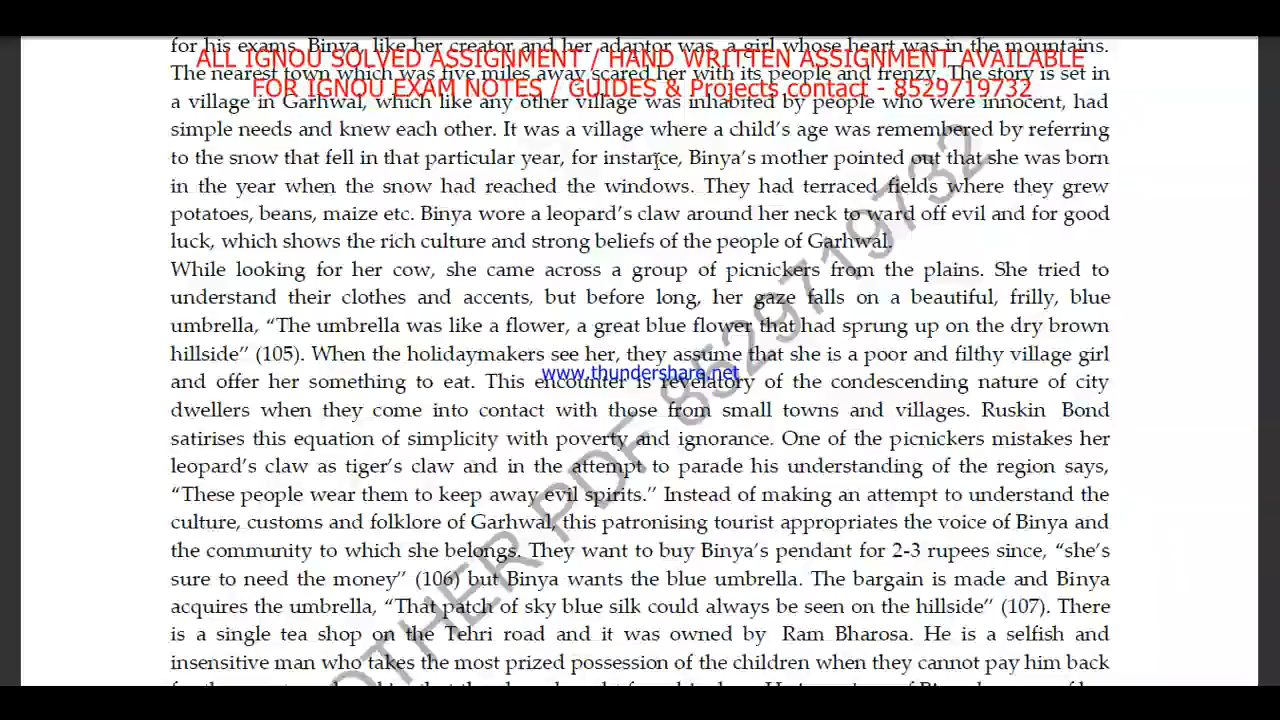 for his exams. Binya, like her creator and her adaptor was, a girl whose heart was in the mountains.
ALL IGNOU SOLVED ASSIGNMENT / HAND WRITTEN ASSIGNMENT AVAILABLE
The nearest town which was five miles away scared her with its people and frenzy. The story is set in
FOR IGNOU EXAM NOTES / GUIDES & Projects contact - 8529719732
a village in Garhwal, which like any other village was inhabited by people who were innocent, had
simple needs and knew each other. It was a village where a child's age was remembered by referring
to the snow that fell in that particular year, for instance, Binya's mother pointed out that she was born
in the year when the snow had reached the windows. They had terraced fields where they grew
potatoes, beans, maize etc. Binya wore a leopard's claw around her neck to ward off evil and for good
luck, which shows the rich culture and strong beliefs of the people of Garhwal.
While looking for her cow, she came across a group of picnickers from the plains. She tried to
understand their clothes and accents, but before long, her gaze falls on a beautiful, frilly, blue
umbrella, “The umbrella was like a flower, a great blue flower that had sprung up on the dry brown
hillside” (105). When the holidaymakers see her, they assume that she is a poor and filthy village girl
www.thundershare.net
and offer her something to eat. This encounter is revelatory of the condescending nature of city
dwellers when they come into contact with those from small towns and villages. Ruskin Bond
satirises this equation of simplicity with poverty and ignorance. One of the picnickers mistakes her
leopard's claw as tiger's claw and in the attempt to parade his understanding of the region says,
“These people wear them to keep away evil spirits.” Instead of making an attempt to understand the
culture, customs and folklore of Garhwal, this patronising tourist appropriates the voice of Binya and
the community to which she belongs. They want to buy Binya's pendant for 2-3 rupees since, “she's
sure to need the money” (106) but Binya wants the blue umbrella. The bargain is made and Binya
acquires the umbrella, “That patch of sky blue silk could always be seen on the hillside” (107). There
is a single tea shop on the Tehri road and it was owned by Ram Bharosa. He is a selfish and
insensitive man who takes the most prized possession of the children when they cannot pay him back
OTHER PDF 8529719732